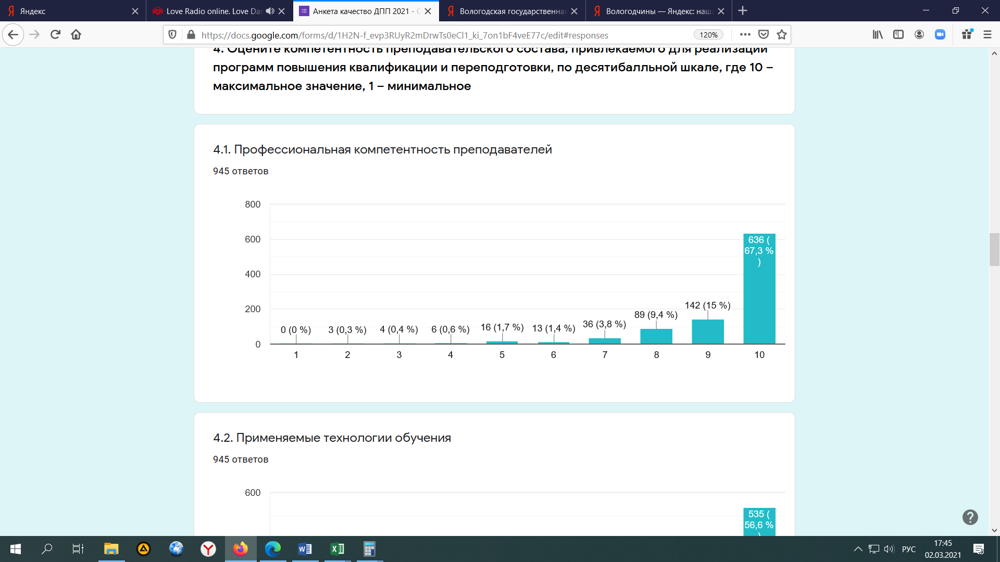 Яндекс
Love Radio online. Love Dan
Анкета качество ДПП 2021 - G
Вологодская государственная
Вологодчины — Яндекс: наш
https://docs.google.com/forms/d/1H2N-f_evp3RUyR2mDrwTs0eCl1_ki_7on1bF4veE77c/edit#responses
120%
4. Оцените компетентность преподавательского состава, привлекаемого для реализации
программ повышения квалификации и переподготовки, по десятибалльной шкале, где 10 –
максимальное значение, 1 – минимальное
4.1. Профессиональная компетентность преподавателей
945 ответов
800
600
400
200
0
0 (0 %)
3 (0,3 %)
4 (0,4 %)
6 (0,6 %)
16 (1,7 %)
13 (1,4 %)
36 (3,8 %)
89 (9,4 %)
142 (15 %)
636 (
67,3 %
)
1 2 3 4 5 6 7 8 9 10
4.2. Применяемые технологии обучения
945 ответов
600
535 (
56,6 %
)
РУС
17:45
02.03.2021